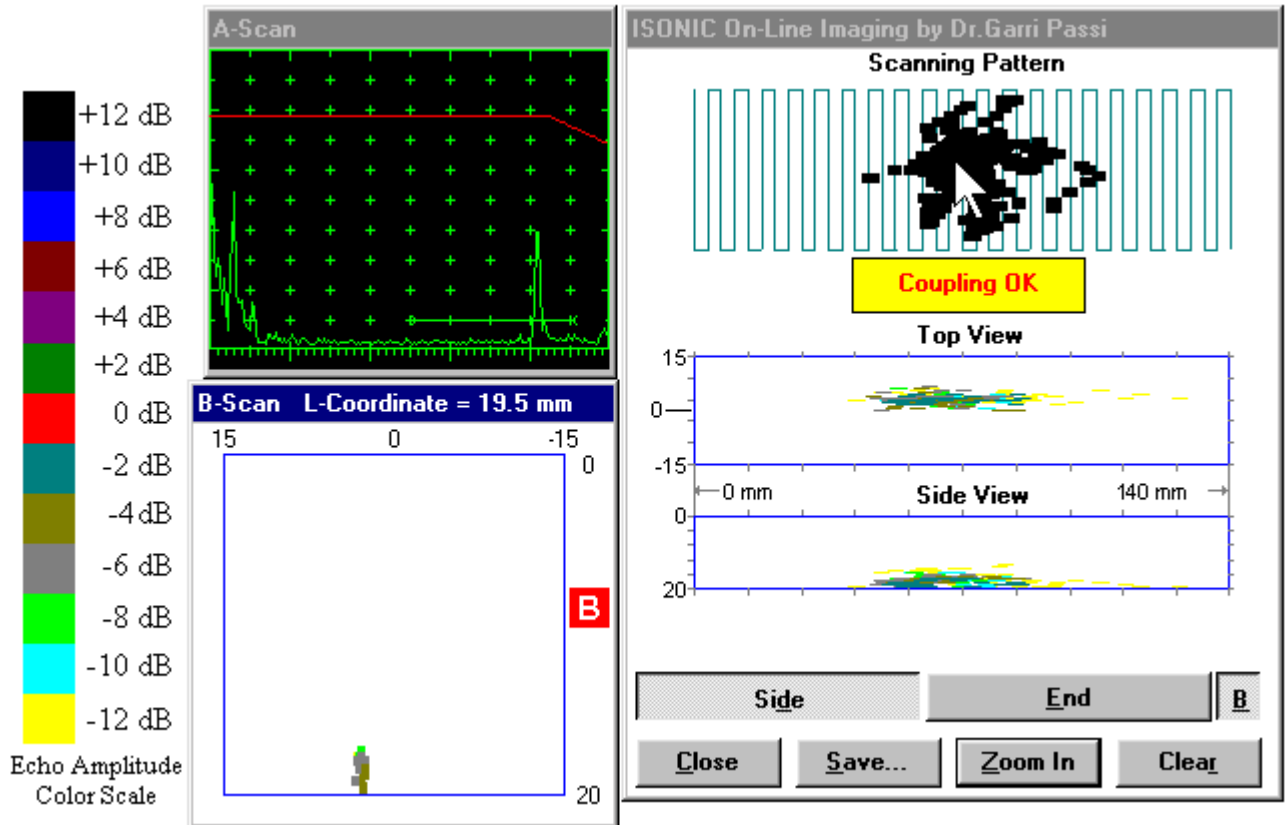 A-Scan
+12 dB
+10 dB
+8 dB
+6 dB
+4 dB
+2 dB
0 dB
-2 dB
-4 dB
-6 dB
-8 dB
-10 dB
-12 dB
Echo Amplitude
Color Scale
B-Scan L-Coordinate = 19.5 mm
15 0 -15
0
B
20
ISONIC On-Line Imaging by Dr.Garri Passi
Scanning Pattern
Coupling OK
Top View
15
0
-15
0 mm Side View 140 mm
0
20
Side End B
Close Save... Zoom In Clear